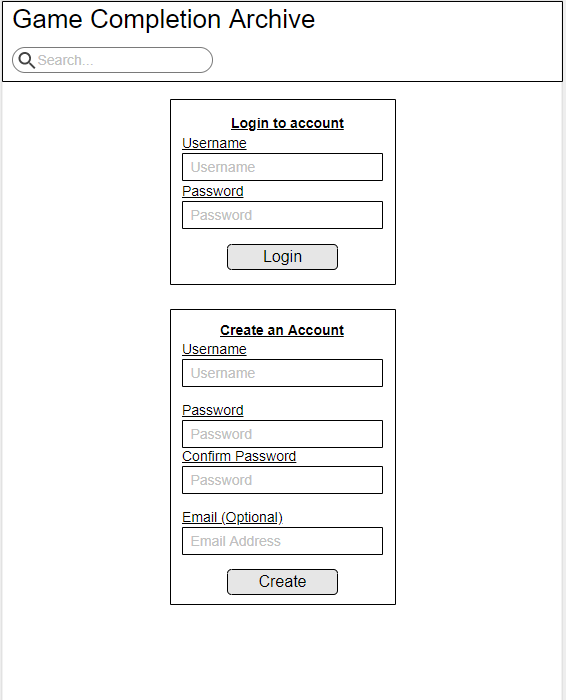 Game Completion Archive
Search...
Login to account
Username
Username
Password
Password
Login
Create an Account
Username
Username
Password
Password
Confirm Password
Password
Email (Optional)
Email Address
Create